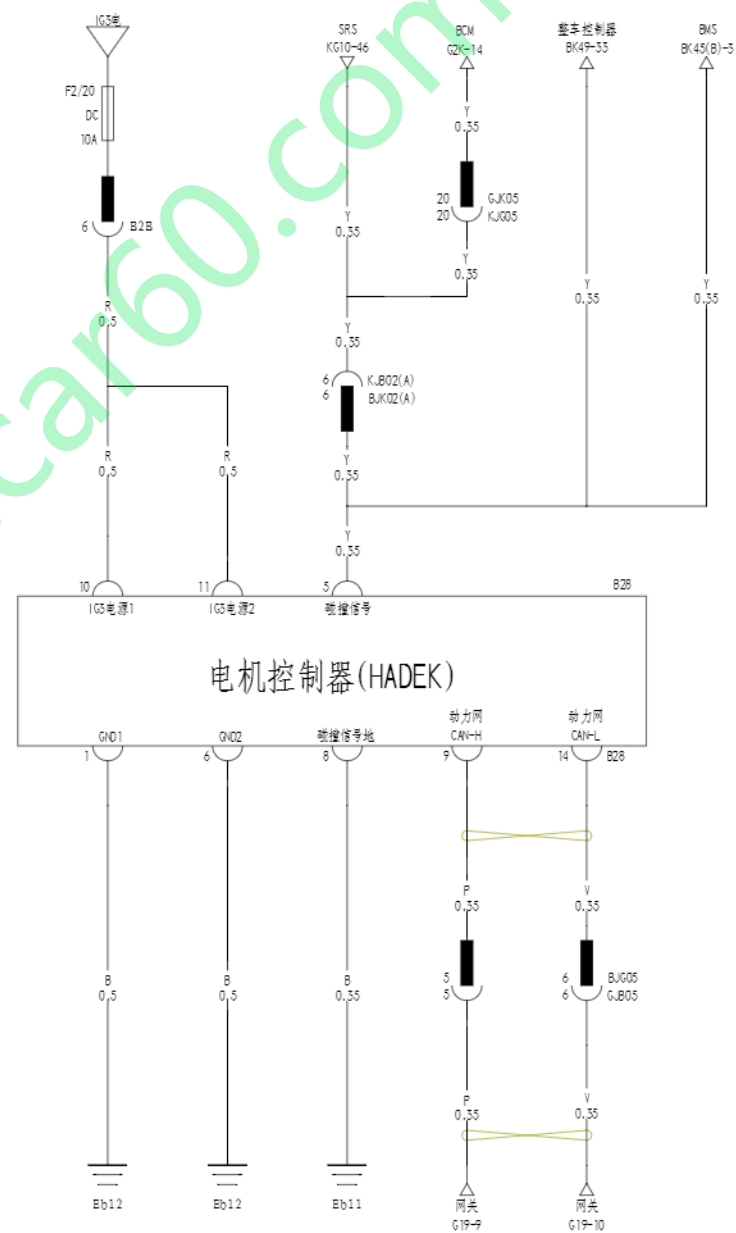 IG3电
SRS
KG10-46
BCM
G2K-14
整车控制器
BK49-33
BMS
BK45(B)-3
F2/20
DC
10A
6 B2B
Y
0.35
20 GJK05
20 KJG05
Y
0.35
Y
0.35
Y
0.35
Y
0.35
R
0.5
Y
0.35
6 KJB02(A)
6 BJK02(A)
R
0.5
R
0.5
Y
0.35
Y
0.35
10 11 5 B28
IG3电源1 IG3电源2 碰撞信号
电机控制器(HADEK)
GND1 GND2 碰撞信号地
动力网
CAN-H
动力网
CAN-L
1 6 8 9 14 B28
P
0.35
V
0.35
B
0.5
B
0.5
B
0.35
5 6 BJG05
5 6 GJB05
P
0.35
V
0.35
Eb12 Eb12 Eb11
网关
G19-9
网关
G19-10
car60.com